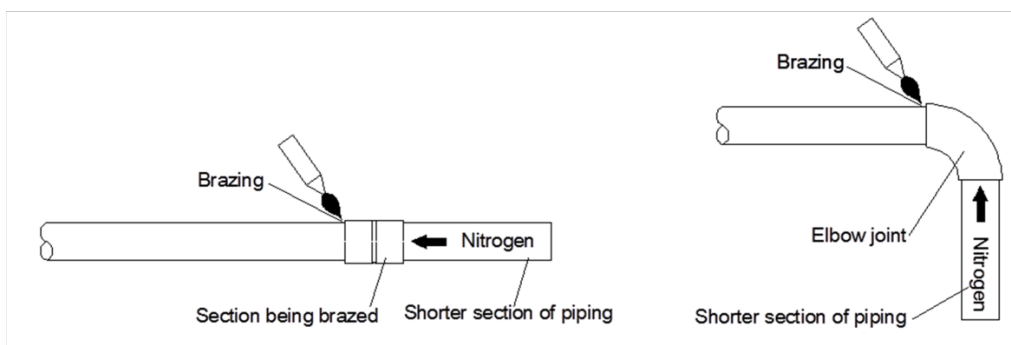 Brazing
Nitrogen
Section being brazed
Shorter section of piping
Brazing
Elbow joint
Nitrogen
Shorter section of piping